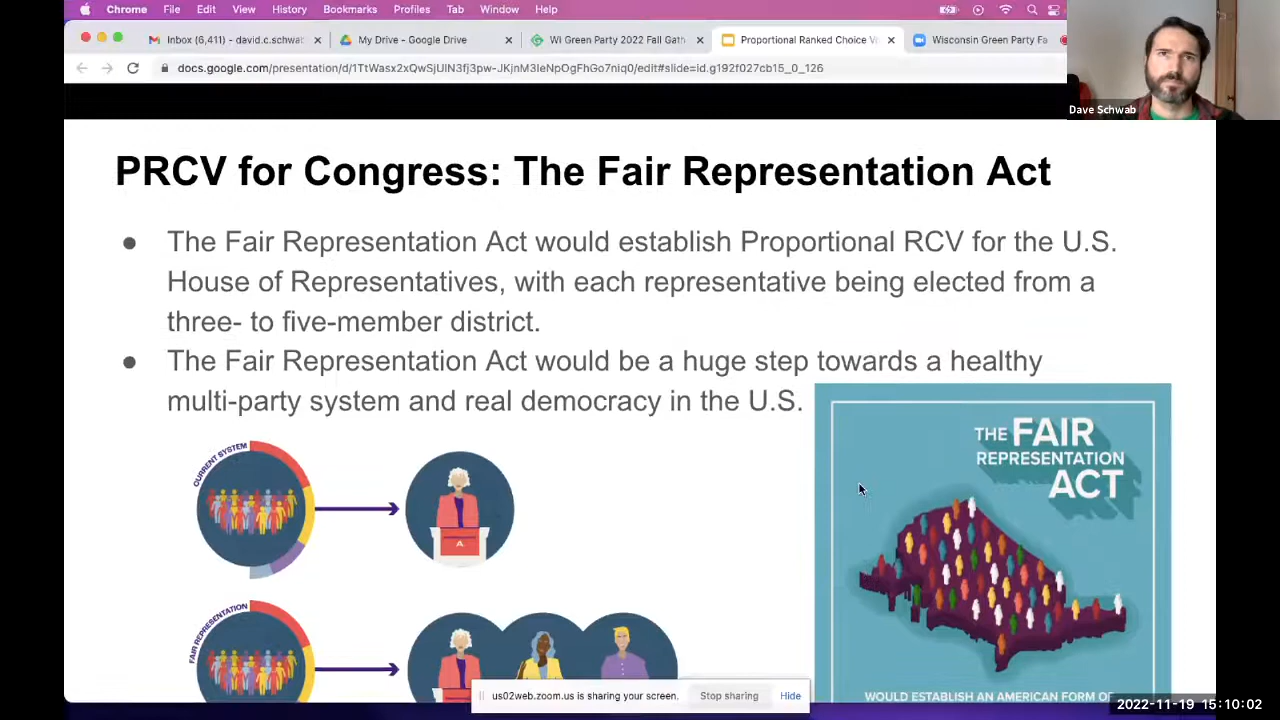 Chrome File Edit View History Bookmarks Profiles Tab Window Help
Inbox (6,411) - david.c.schwa
My Drive - Google Drive
WI Green Party 2022 Fall Gath
Proportional Ranked Choice V
Wisconsin Green Party Fa
docs.google.com/presentation/d/1TtWasx2xQwSjUlN3fj3pw-JKjnM3IeNpOgFhGo7niq0/edit#slide=id.g192f027cb15_0_126
Dave Schwab
PRCV for Congress: The Fair Representation Act
● The Fair Representation Act would establish Proportional RCV for the U.S.
House of Representatives, with each representative being elected from a
three- to five-member district.
● The Fair Representation Act would be a huge step towards a healthy
multi-party system and real democracy in the U.S.
CURRENT SYSTEM
A
FAIR REPRESENTATION
THE FAIR
REPRESENTATION
ACT
WOULD ESTABLISH AN AMERICAN FORM OF
us02web.zoom.us is sharing your screen. Stop sharing Hide
2022-11-19 15:10:02